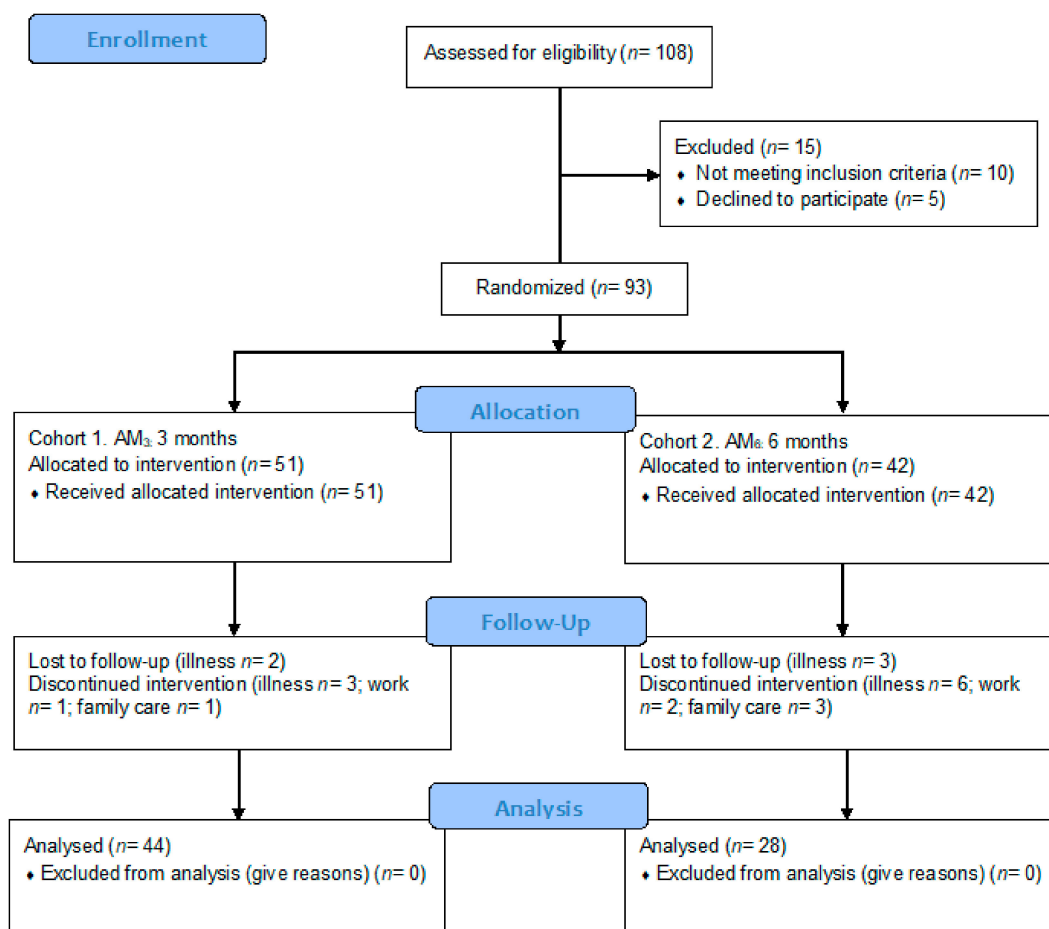 Enrollment
Assessed for eligibility (n= 108)
Excluded (n= 15)
♦ Not meeting inclusion criteria (n= 10)
♦ Declined to participate (n= 5)
Randomized (n= 93)
Allocation
Cohort 1. AM3: 3 months
Allocated to intervention (n= 51)
♦ Received allocated intervention (n= 51)
Cohort 2. AM6: 6 months
Allocated to intervention (n= 42)
♦ Received allocated intervention (n= 42)
Follow-Up
Lost to follow-up (illness n= 2)
Discontinued intervention (illness n= 3; work
n= 1; family care n= 1)
Lost to follow-up (illness n= 3)
Discontinued intervention (illness n= 6; work
n= 2; family care n= 3)
Analysis
Analysed (n= 44)
♦ Excluded from analysis (give reasons) (n= 0)
Analysed (n= 28)
♦ Excluded from analysis (give reasons) (n= 0)